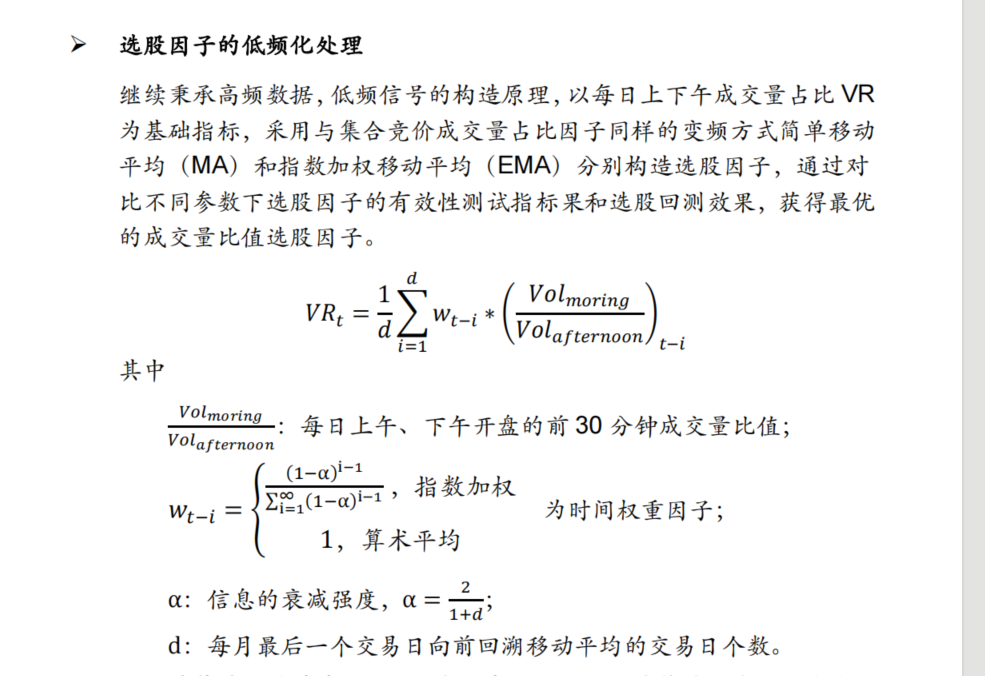 ➢ 选股因子的低频化处理
继续秉承高频数据，低频信号的构造原理，以每日上下午成交量占比 VR
为基础指标，采用与集合竞价成交量占比因子同样的变频方式简单移动
平均（MA）和指数加权移动平均（EMA）分别构造选股因子，通过对
比不同参数下选股因子的有效性测试指标果和选股回测效果，获得最优
的成交量比值选股因子。
VR_t = \frac{1}{d} \sum_{i=1}^{d} w_{t-i} * \left( \frac{Vol_{moring}}{Vol_{afternoon}} \right)_{t-i}
其中
\frac{Vol_{moring}}{Vol_{afternoon}}：每日上午、下午开盘的前 30 分钟成交量比值；
w_{t-i} = \begin{cases} \frac{(1-α)^{i-1}}{\sum_{i=1}^{∞}(1-α)^{i-1}}，指数加权 \\ 1，算术平均 \end{cases} 为时间权重因子；
α：信息的衰减强度，α = \frac{2}{1+d}；
d：每月最后一个交易日向前回溯移动平均的交易日个数。